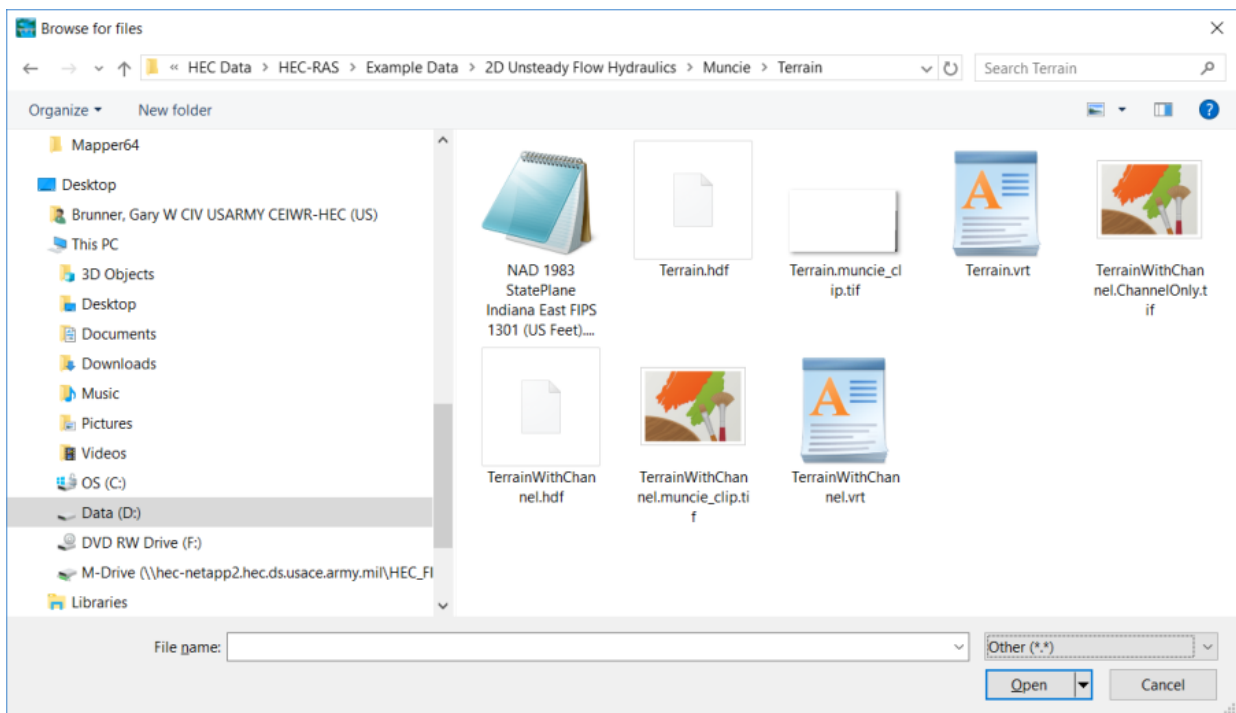 Browse for files
« HEC Data > HEC-RAS > Example Data > 2D Unsteady Flow Hydraulics > Muncie > Terrain
Search Terrain
Organize
New folder
Mapper64
Desktop
Brunner, Gary W CIV USARMY CEIWR-HEC (US)
This PC
3D Objects
Desktop
Documents
Downloads
Music
Pictures
Videos
OS (C:)
Data (D:)
DVD RW Drive (F:)
M-Drive (\\hec-netapp2.hec.ds.usace.army.mil\HEC_FI
Libraries
NAD 1983
StatePlane
Indiana East FIPS
1301 (US Feet)....
Terrain.hdf
Terrain.muncie_cl
ip.tif
Terrain.vrt
TerrainWithChan
nel.ChannelOnly.t
if
TerrainWithChan
nel.hdf
TerrainWithChan
nel.muncie_clip.ti
f
TerrainWithChan
nel.vrt
File name:
Other (*.*)
Open
Cancel